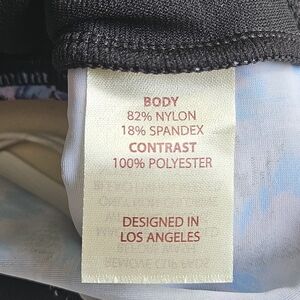 BODY
82% NYLON
18% SPANDEX
CONTRAST
100% POLYESTER
DESIGNED IN
LOS ANGELES